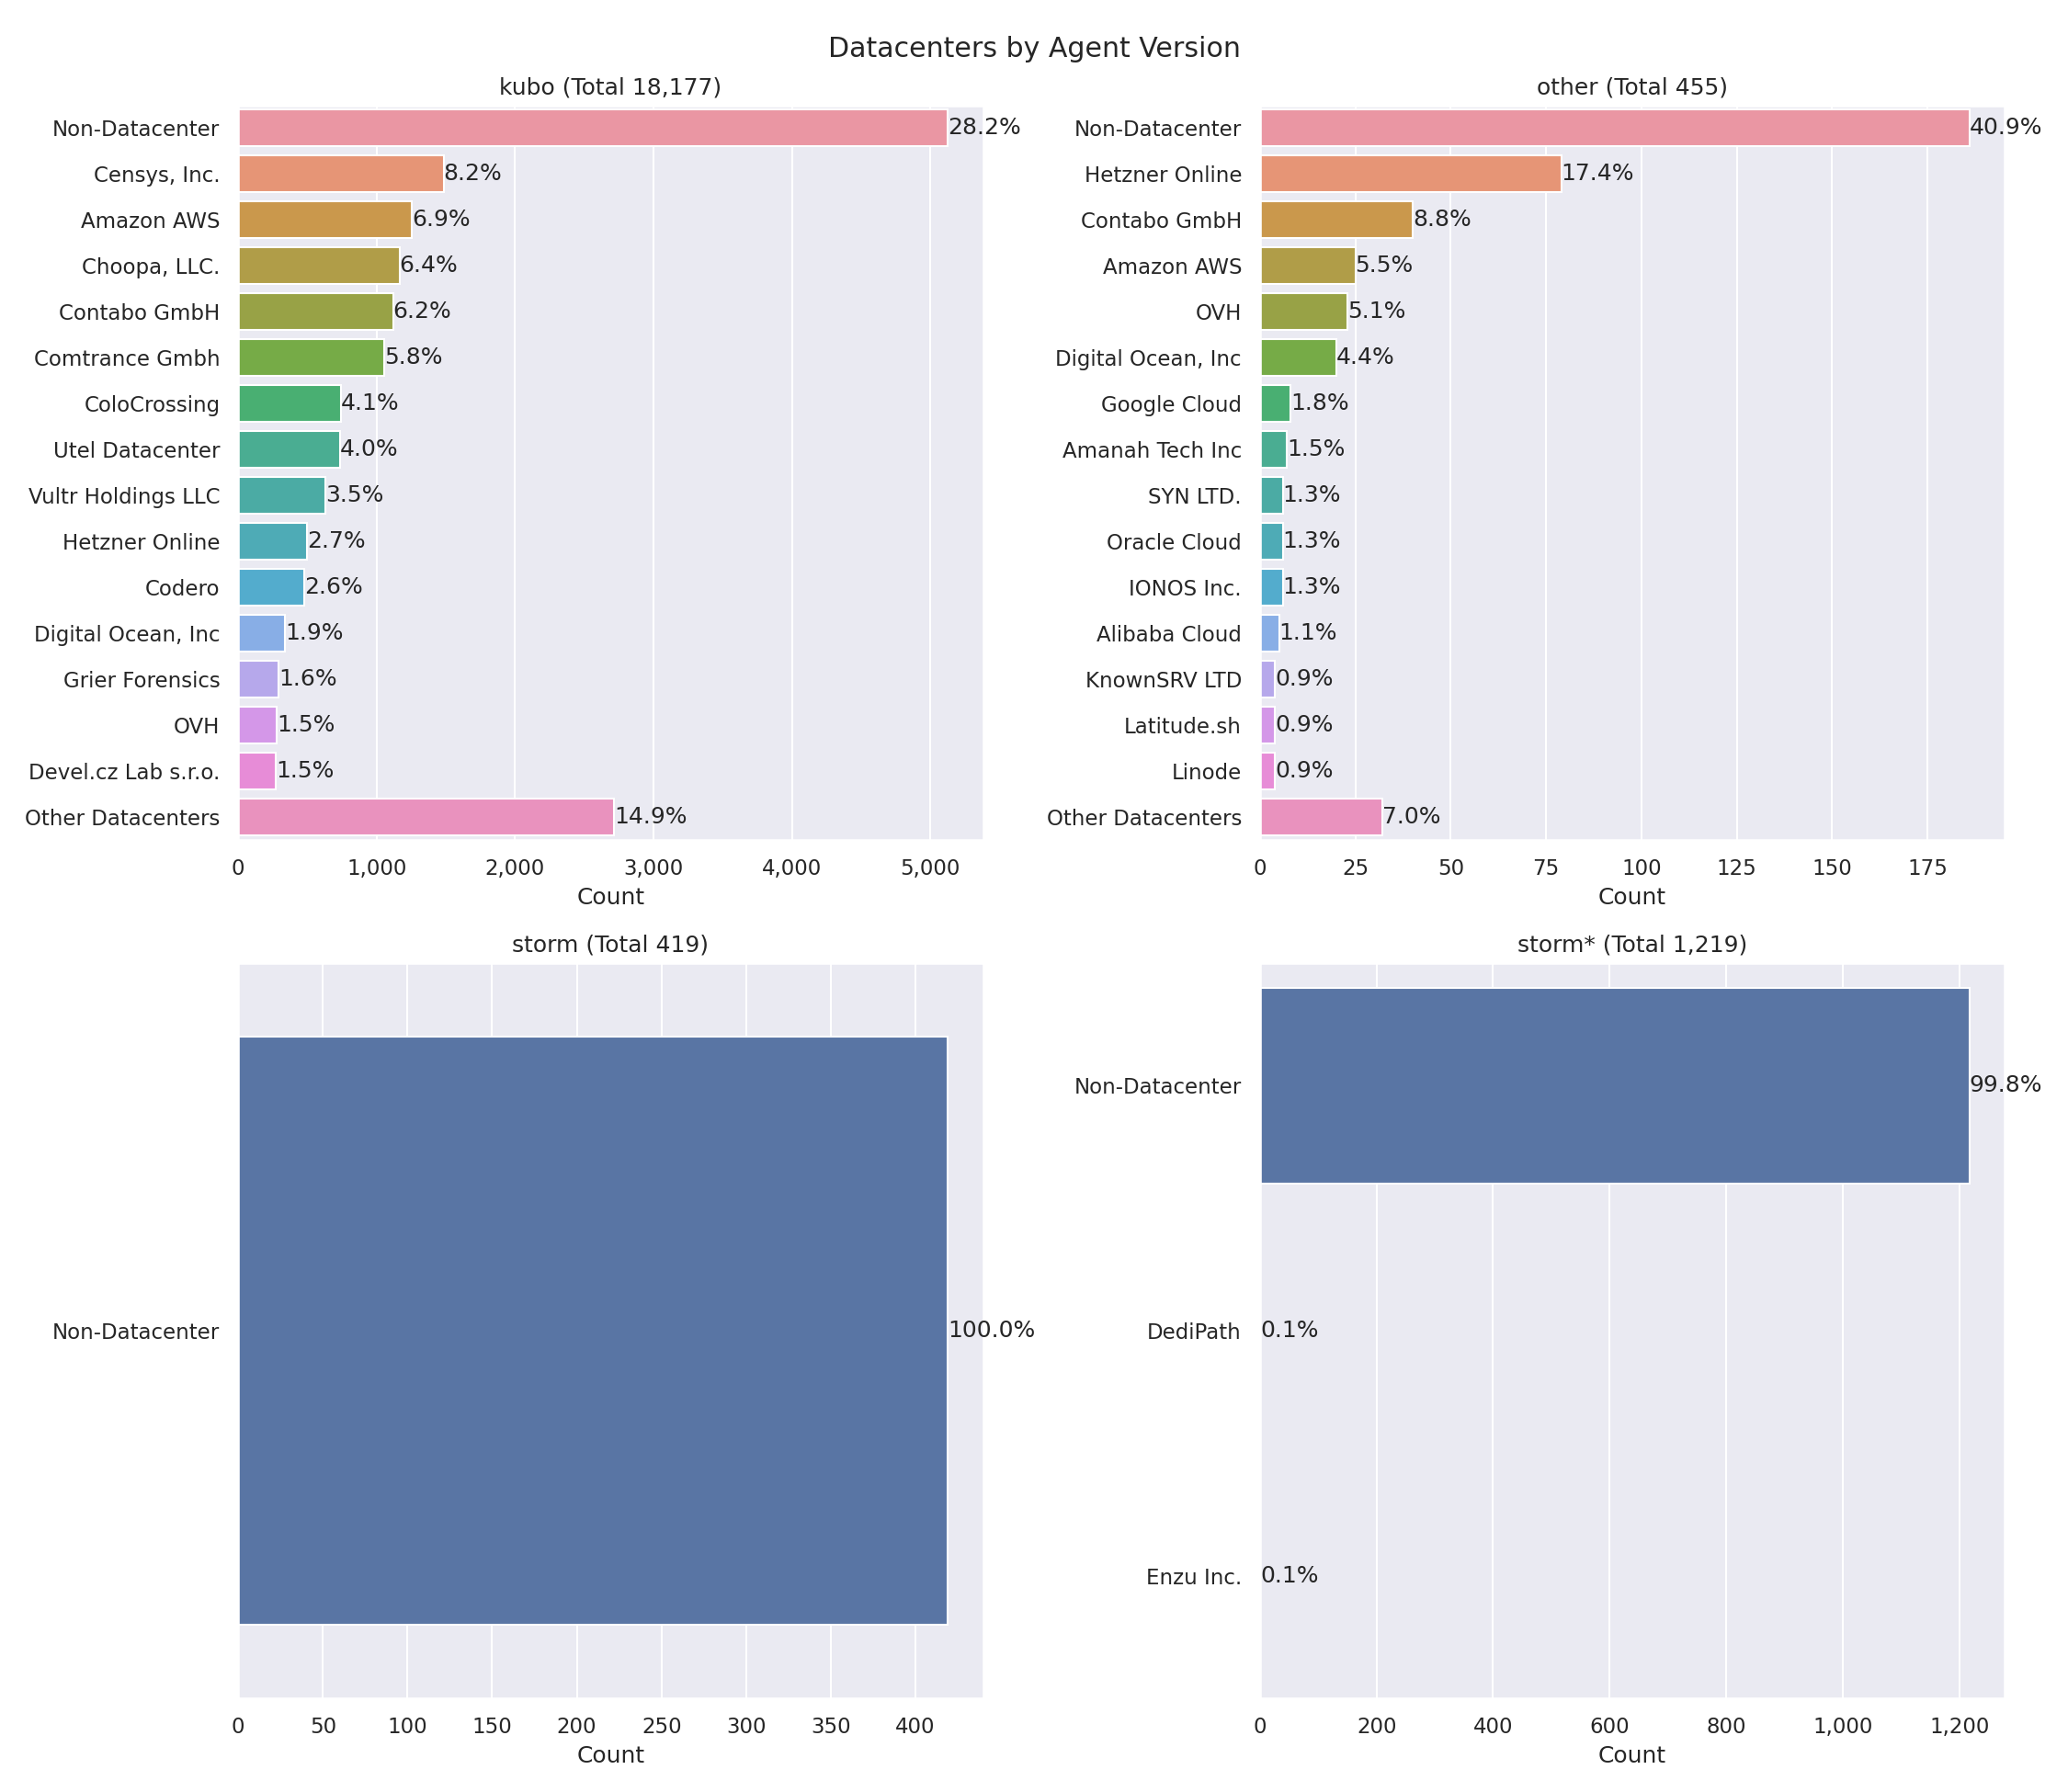 Datacenters by Agent Version
kubo (Total 18,177)
Non-Datacenter 28.2%
Censys, Inc. 8.2%
Amazon AWS 6.9%
Choopa, LLC. 6.4%
Contabo GmbH 6.2%
Comtrance Gmbh 5.8%
ColoCrossing 4.1%
Utel Datacenter 4.0%
Vultr Holdings LLC 3.5%
Hetzner Online 2.7%
Codero 2.6%
Digital Ocean, Inc 1.9%
Grier Forensics 1.6%
OVH 1.5%
Devel.cz Lab s.r.o. 1.5%
Other Datacenters 14.9%
0 1,000 2,000 3,000 4,000 5,000
Count
other (Total 455)
Non-Datacenter 40.9%
Hetzner Online 17.4%
Contabo GmbH 8.8%
Amazon AWS 5.5%
OVH 5.1%
Digital Ocean, Inc 4.4%
Google Cloud 1.8%
Amanah Tech Inc 1.5%
SYN LTD. 1.3%
Oracle Cloud 1.3%
IONOS Inc. 1.3%
Alibaba Cloud 1.1%
KnownSRV LTD 0.9%
Latitude.sh 0.9%
Linode 0.9%
Other Datacenters 7.0%
0 25 50 75 100 125 150 175
Count
storm (Total 419)
Non-Datacenter 100.0%
0 50 100 150 200 250 300 350 400
Count
storm* (Total 1,219)
Non-Datacenter 99.8%
DediPath 0.1%
Enzu Inc. 0.1%
0 200 400 600 800 1,000 1,200
Count